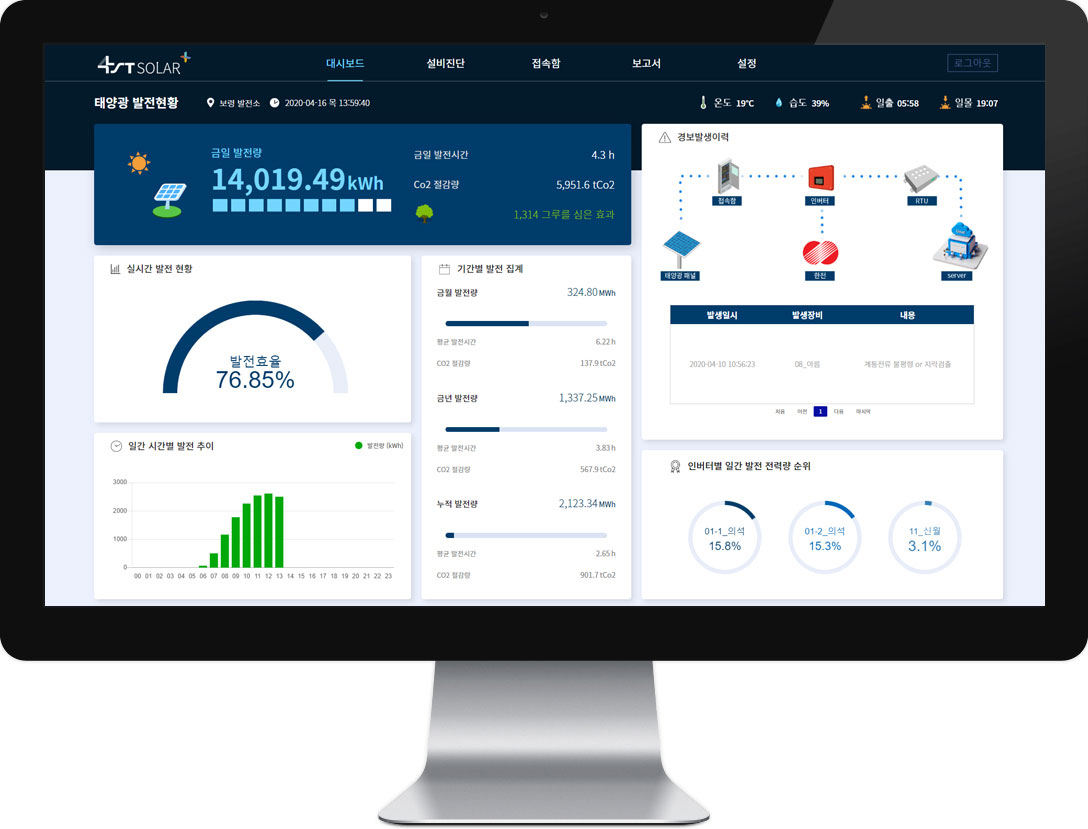 4ST SOLAR+
대시보드 설비진단 접속함 보고서 설정 로그아웃
태양광 발전현황 보령 발전소 2020-04-16 목 13:59:40 온도 19℃ 습도 39% 일출 05:58 일몰 19:07
금일 발전량
14,019.49kWh
금일 발전시간 4.3 h
Co2 절감량 5,951.6 tCo2
1,314 그루를 심은 효과
경보발생이력
접속함 인버터 RTU
태양광 패널 한전 server
발생일시 발생장비 내용
2020-04-10 10:56:23 08_아름 계통전류 불평형 or 지락검출
처음 이전 1 다음 마지막
실시간 발전 현황
발전효율
76.85%
기간별 발전 집계
금월 발전량 324.80 MWh
평균 발전시간 6.22 h
CO2 절감량 137.9 tCo2
금년 발전량 1,337.25 MWh
평균 발전시간 3.83 h
CO2 절감량 567.9 tCo2
누적 발전량 2,123.34 MWh
평균 발전시간 2.65 h
CO2 절감량 901.7 tCo2
일간 시간별 발전 추이 발전량 (kWh)
3000
2000
1000
0
00 01 02 03 04 05 06 07 08 09 10 11 12 13 14 15 16 17 18 19 20 21 22 23
인버터별 일간 발전 전력량 순위
01-1_의석 01-2_의석 11_신월
15.8% 15.3% 3.1%